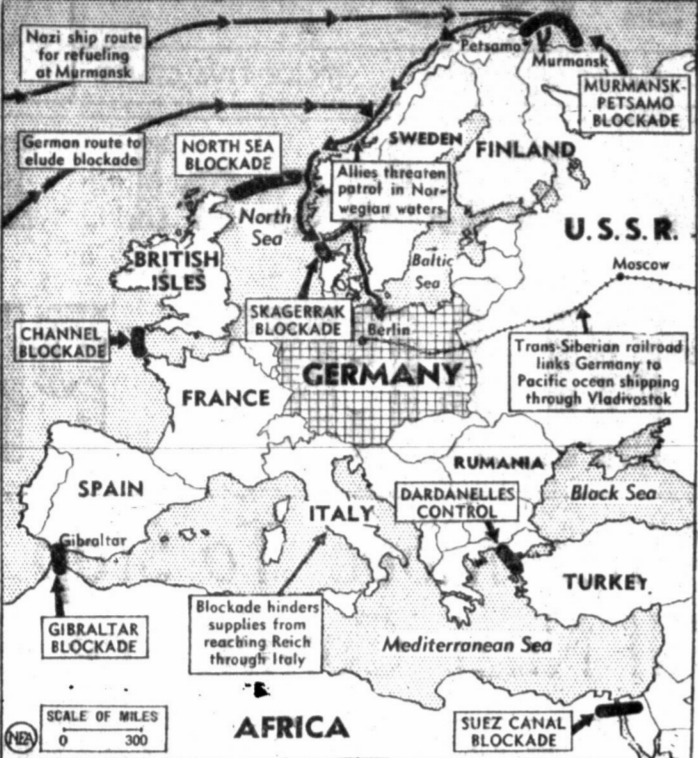 Nazi ship route
for refueling
at Murmansk
Petsamo
Murmansk
MURMANSK-
PETSAMO
BLOCKADE
German route to
elude blockade
NORTH SEA
BLOCKADE
SWEDEN
FINLAND
Allies threaten
patrol in Nor-
wegian waters
North
Sea
U.S.S.R.
BRITISH
ISLES
Baltic
Sea
Moscow
SKAGERRAK
BLOCKADE
Berlin
CHANNEL
BLOCKADE
Trans-Siberian railroad
links Germany to
Pacific ocean shipping
through Vladivostok
GERMANY
FRANCE
RUMANIA
SPAIN
DARDANELLES
CONTROL
Black Sea
ITALY
Gibraltar
TURKEY
Blockade hinders
supplies from
reaching Reich
through Italy
GIBRALTAR
BLOCKADE
Mediterranean Sea
SCALE OF MILES
0 300
NEA
AFRICA
SUEZ CANAL
BLOCKADE